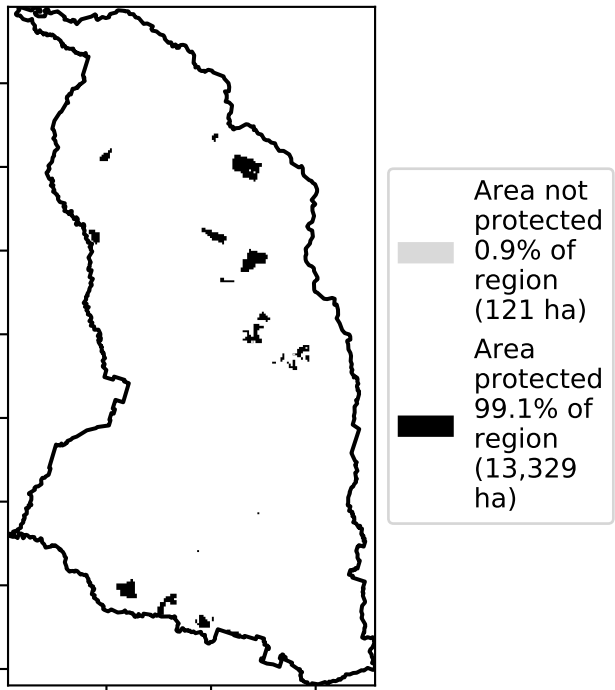 Area not
protected
0.9% of
region
(121 ha)
Area
protected
99.1% of
region
(13,329
ha)